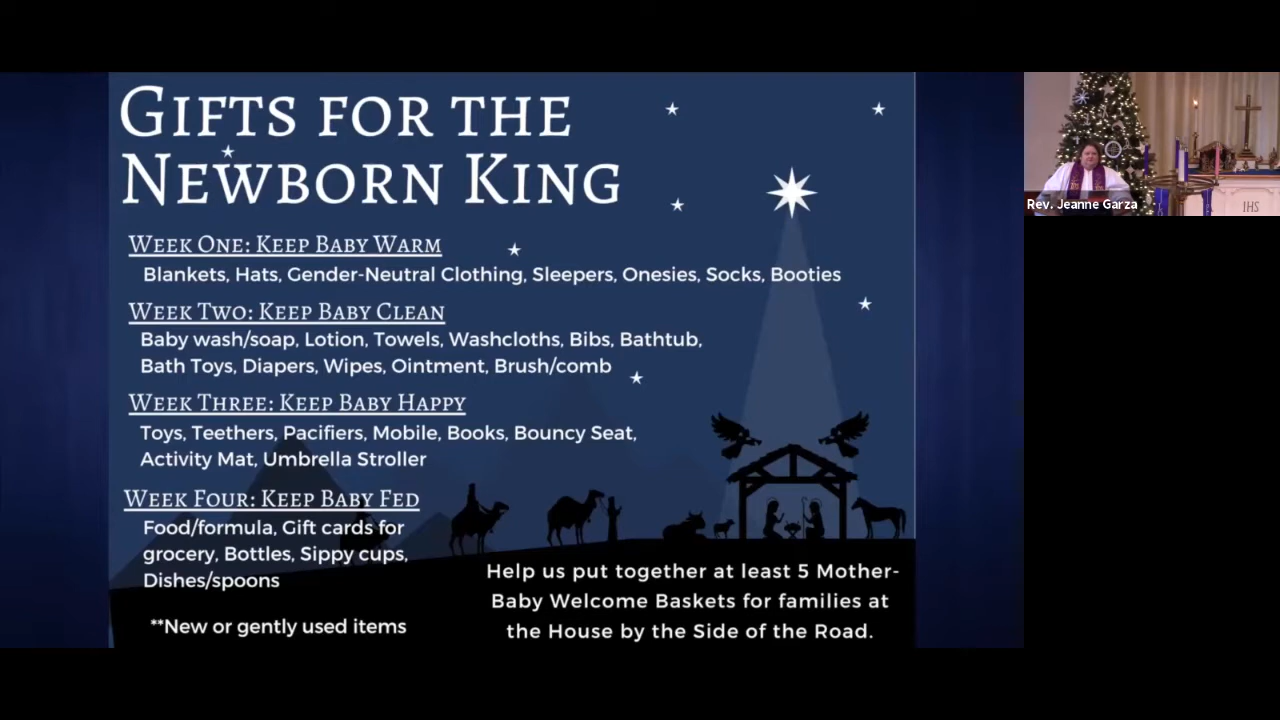 GIFTS FOR THE
NEWBORN KING
WEEK ONE: KEEP BABY WARM
Blankets, Hats, Gender-Neutral Clothing, Sleepers, Onesies, Socks, Booties
WEEK TWO: KEEP BABY CLEAN
Baby wash/soap, Lotion, Towels, Washcloths, Bibs, Bathtub,
Bath Toys, Diapers, Wipes, Ointment, Brush/comb
WEEK THREE: KEEP BABY HAPPY
Toys, Teethers, Pacifiers, Mobile, Books, Bouncy Seat,
Activity Mat, Umbrella Stroller
WEEK FOUR: KEEP BABY FED
Food/formula, Gift cards for
grocery, Bottles, Sippy cups,
Dishes/spoons
**New or gently used items
Help us put together at least 5 Mother-
Baby Welcome Baskets for families at
the House by the Side of the Road.
Rev. Jeanne Garza
IHS